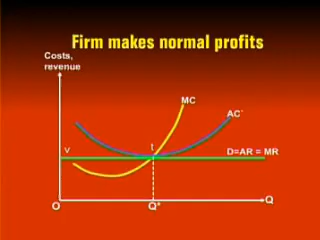 Firm makes normal profits
Costs,
revenue
MC
AC`
V
t
D=AR = MR
O
Q*
Q